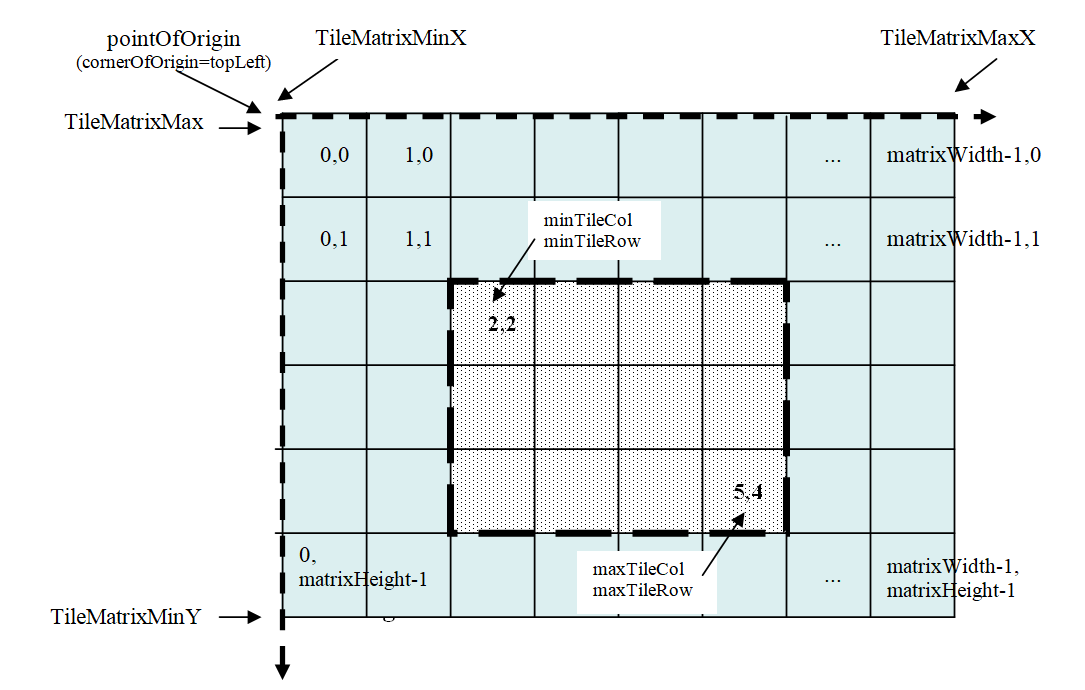 pointOfOrigin
(cornerOfOrigin=topLeft)
TileMatrixMinX
TileMatrixMaxX
TileMatrixMax
0,0
1,0
...
matrixWidth-1,0
0,1
1,1
minTileCol
minTileRow
...
matrixWidth-1,1
2,2
5,4
0,
matrixHeight-1
maxTileCol
maxTileRow
...
matrixWidth-1,
matrixHeight-1
TileMatrixMinY